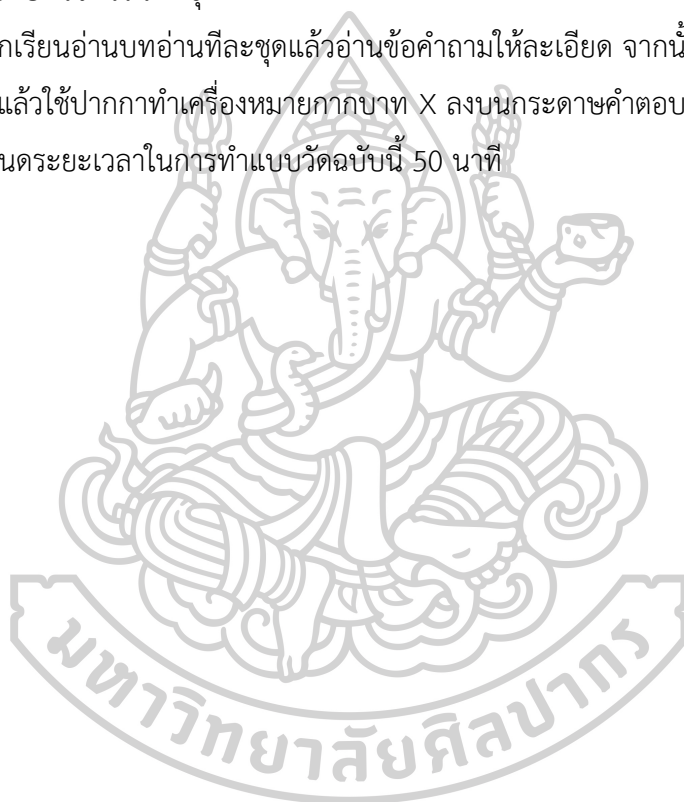 กเรียนอ่านบทอ่านทีละชุดแล้วอ่านข้อคำถามให้ละเอียด จากนั้
แล้วใช้ปากกาทำเครื่องหมายกากบาท X ลงบนกระดาษคำตอบ
นดระยะเวลาในการทำแบบวัดฉบับนี้ 50 นาที
มหาวิทยาลัยศิลปากร